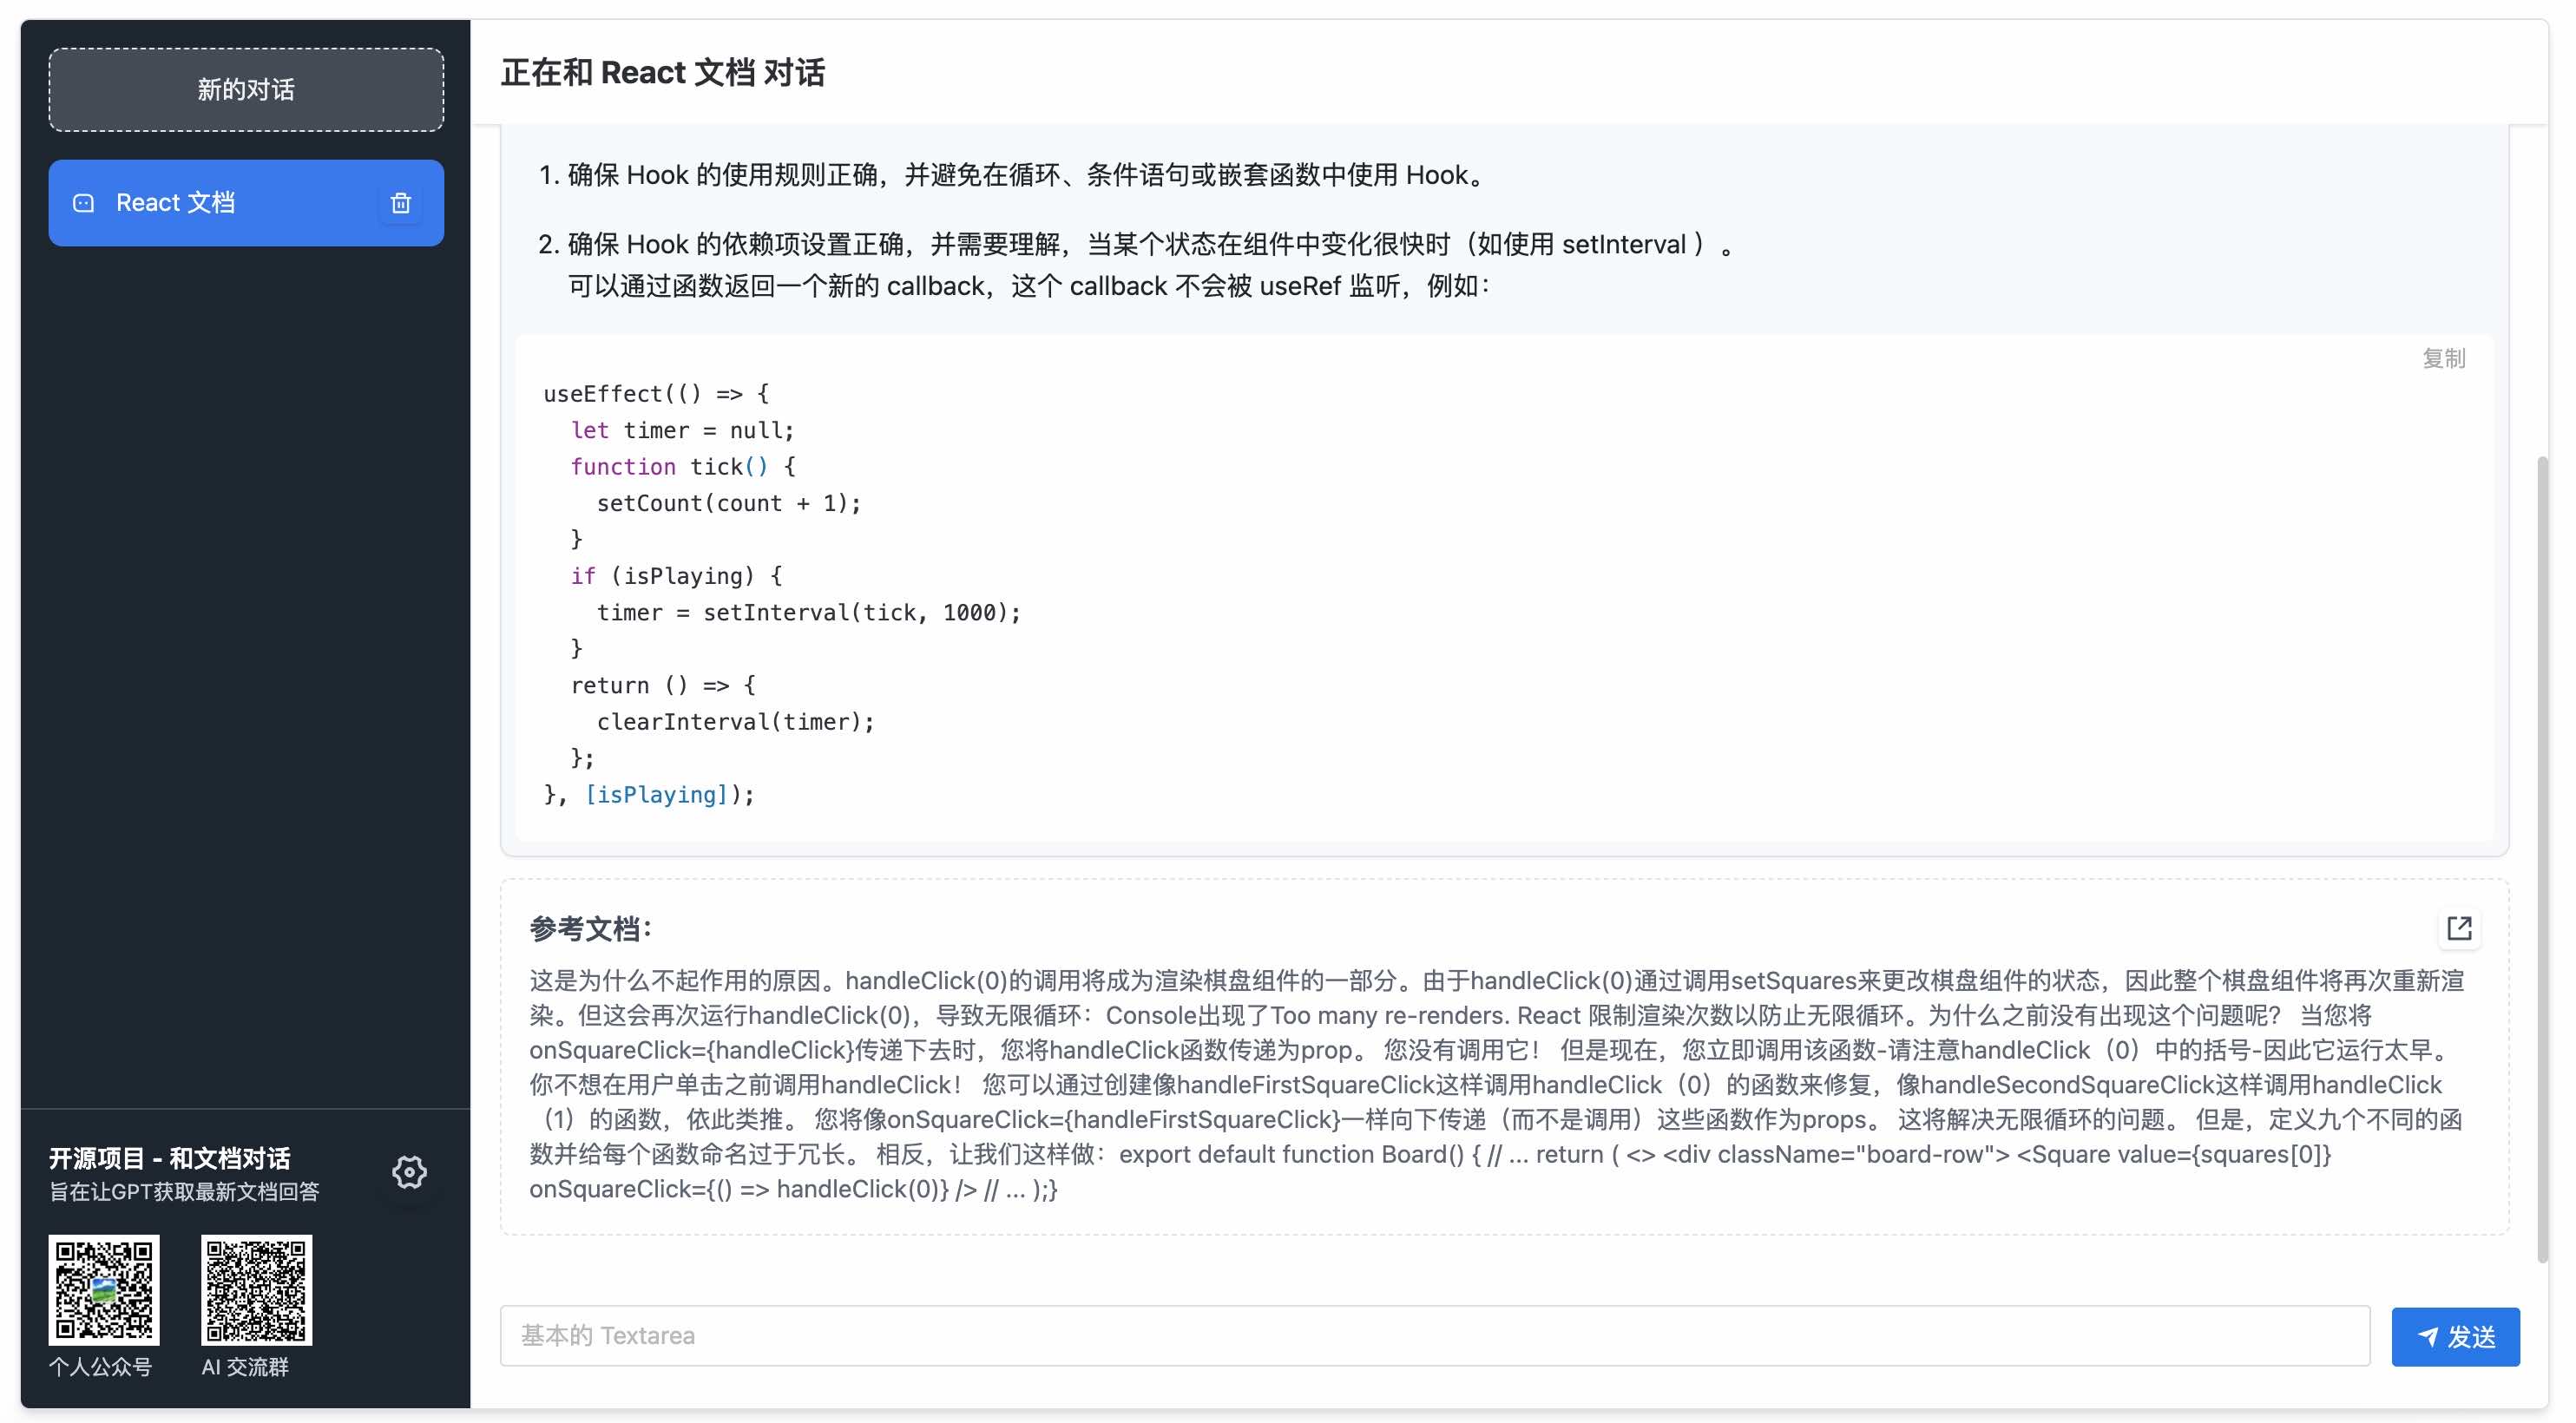 新的对话
React 文档
开源项目 - 和文档对话
旨在让GPT获取最新文档回答
个人公众号
AI 交流群
正在和 React 文档 对话
1. 确保 Hook 的使用规则正确，并避免在循环、条件语句或嵌套函数中使用 Hook。
2. 确保 Hook 的依赖项设置正确，并需要理解，当某个状态在组件中变化很快时（如使用 setInterval ）。
可以通过函数返回一个新的 callback，这个 callback 不会被 useRef 监听，例如：
复制
useEffect(() => {
  let timer = null;
  function tick() {
    setCount(count + 1);
  }
  if (isPlaying) {
    timer = setInterval(tick, 1000);
  }
  return () => {
    clearInterval(timer);
  };
}, [isPlaying]);
参考文档：
这是为什么不起作用的原因。handleClick(0)的调用将成为渲染棋盘组件的一部分。由于handleClick(0)通过调用setSquares来更改棋盘组件的状态，因此整个棋盘组件将再次重新渲
染。但这会再次运行handleClick(0)，导致无限循环：Console出现了Too many re-renders. React 限制渲染次数以防止无限循环。为什么之前没有出现这个问题呢？ 当您将
onSquareClick={handleClick}传递下去时，您将handleClick函数传递为prop。 您没有调用它！ 但是现在，您立即调用该函数-请注意handleClick（0）中的括号-因此它运行太早。
你不想在用户单击之前调用handleClick！ 您可以通过创建像handleFirstSquareClick这样调用handleClick（0）的函数来修复，像handleSecondSquareClick这样调用handleClick
（1）的函数，依此类推。 您将像onSquareClick={handleFirstSquareClick}一样向下传递（而不是调用）这些函数作为props。 这将解决无限循环的问题。 但是，定义九个不同的函
数并给每个函数命名过于冗长。 相反，让我们这样做：export default function Board() { // ... return ( <> <div className="board-row"> <Square value={squares[0]}
onSquareClick={() => handleClick(0)} /> // ... );}
基本的 Textarea
发送